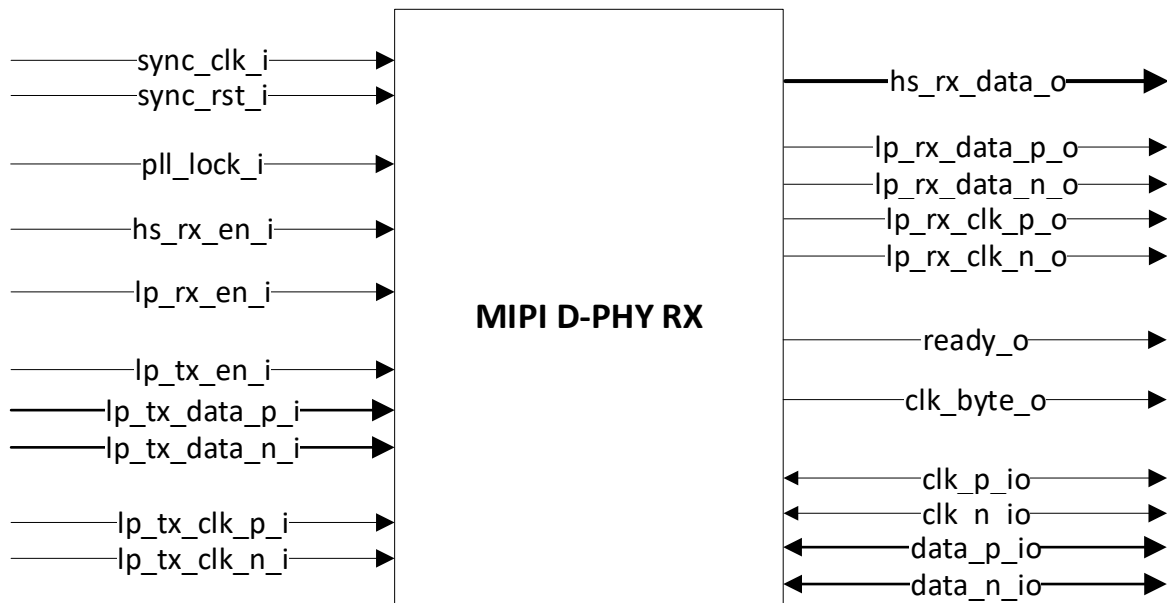 sync_clk_i
sync_rst_i
pll_lock_i
hs_rx_en_i
lp_rx_en_i
lp_tx_en_i
lp_tx_data_p_i
lp_tx_data_n_i
lp_tx_clk_p_i
lp_tx_clk_n_i
MIPI D-PHY RX
hs_rx_data_o
lp_rx_data_p_o
lp_rx_data_n_o
lp_rx_clk_p_o
lp_rx_clk_n_o
ready_o
clk_byte_o
clk_p_io
clk_n_io
data_p_io
data_n_io